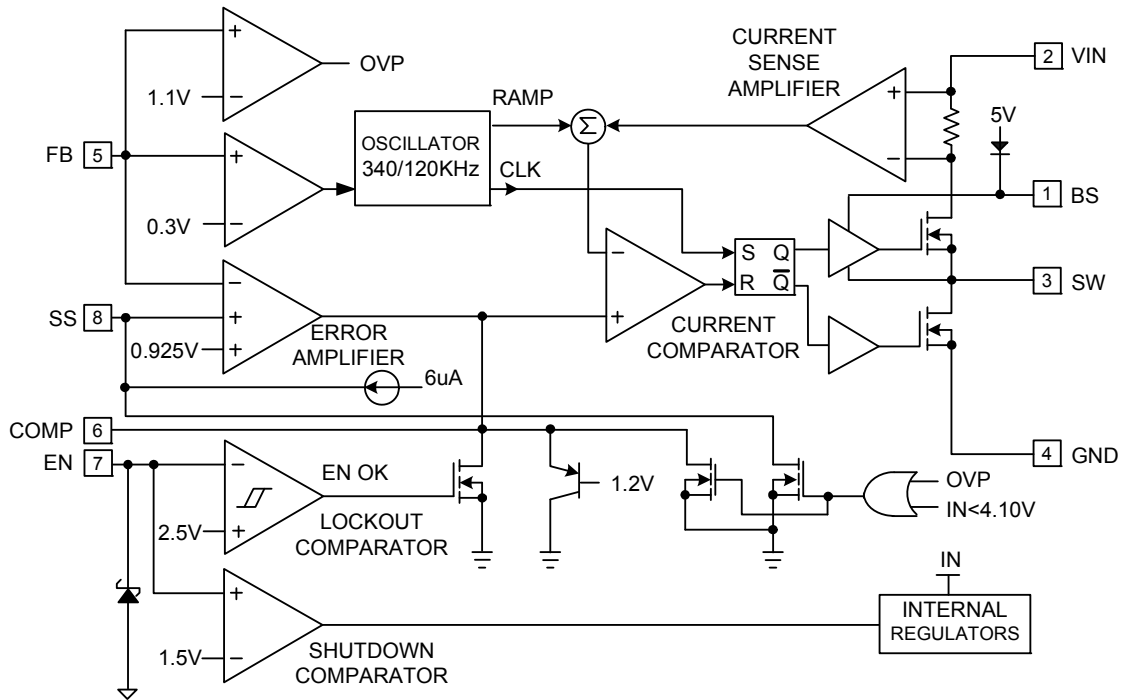 OVP
1.1V
+
−
CURRENT
SENSE
AMPLIFIER
2 VIN
+
−
5V
RAMP
Σ
FB 5
+
−
0.3V
OSCILLATOR
340/120KHz
CLK
1 BS
S Q
R Q̅
−
+
3 SW
CURRENT
COMPARATOR
SS 8
−
+
+
0.925V
ERROR
AMPLIFIER
6uA
COMP 6
EN 7
4 GND
−
+
2.5V
EN OK
LOCKOUT
COMPARATOR
1.2V
OVP
IN<4.10V
+
−
1.5V
SHUTDOWN
COMPARATOR
IN
INTERNAL
REGULATORS